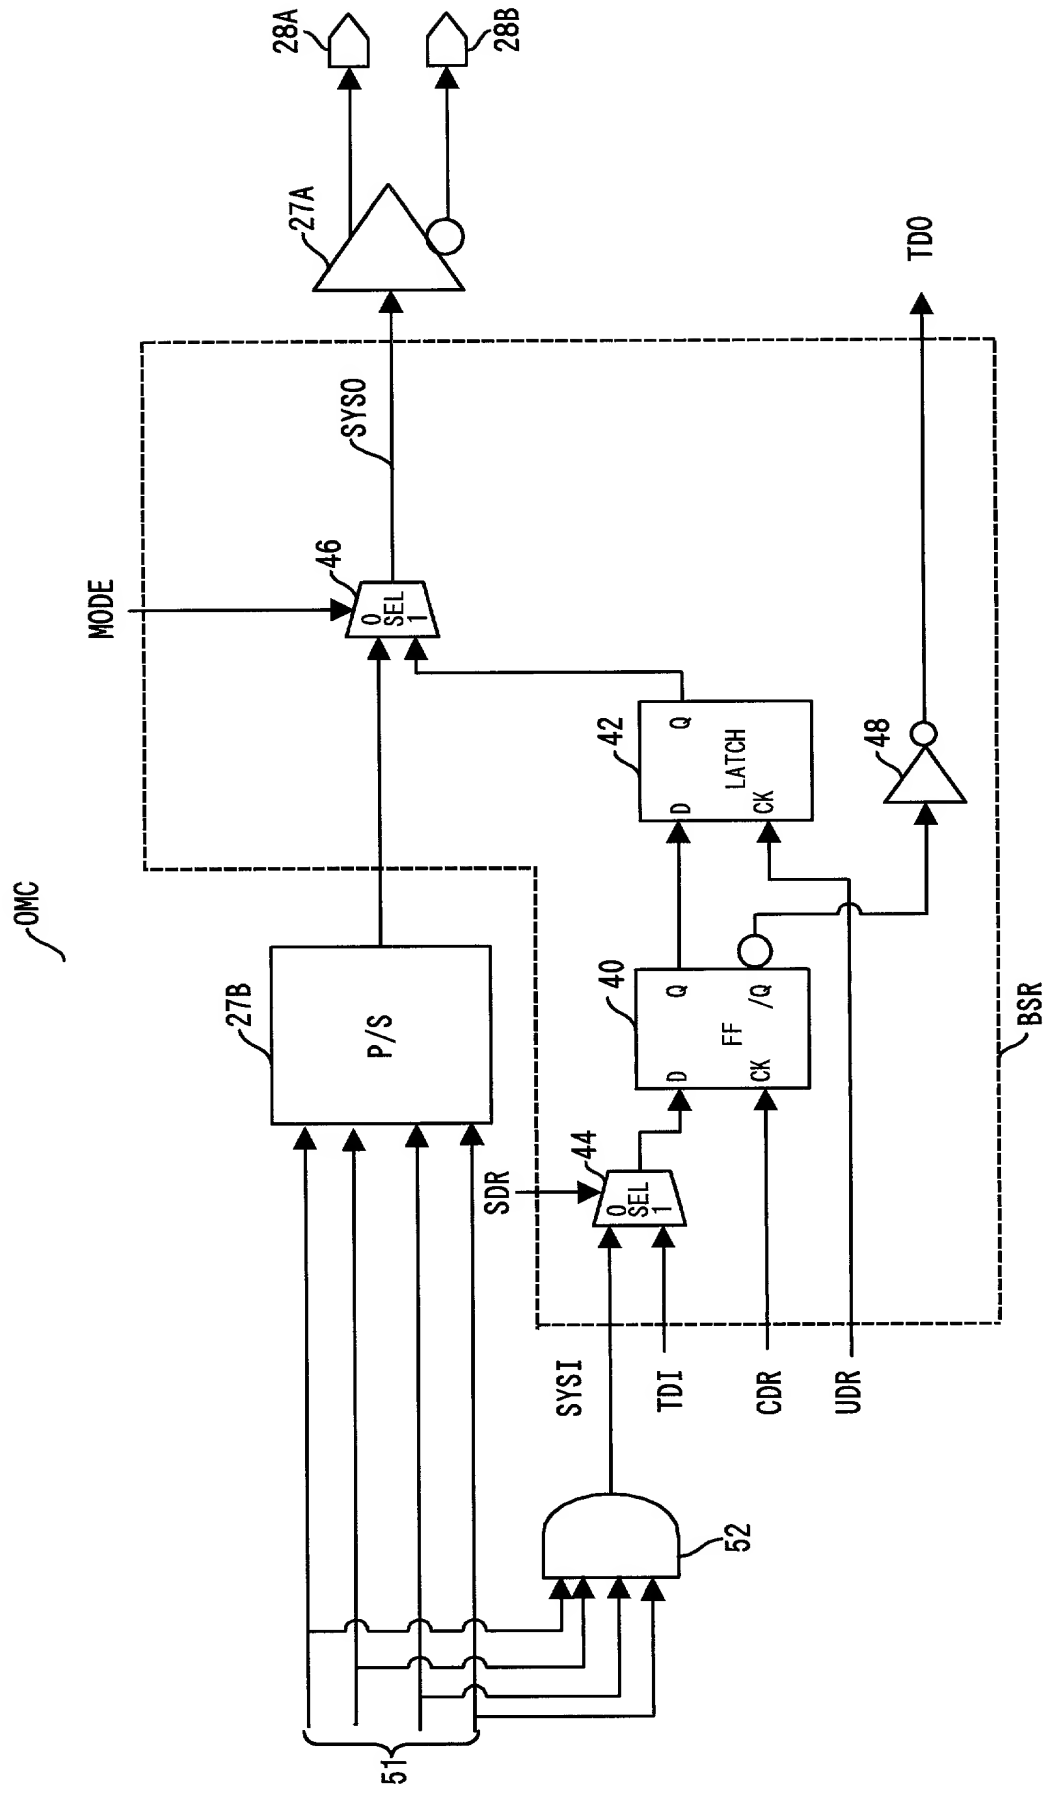 OMC
28A
28B
27A
MODE
46
SYSO
0
SEL
1
27B
P/S
TDO
42
D
Q
LATCH
CK
48
SDR
44
0
SEL
1
40
D
Q
FF
CK
/Q
BSR
SYSI
TDI
CDR
UDR
51
52